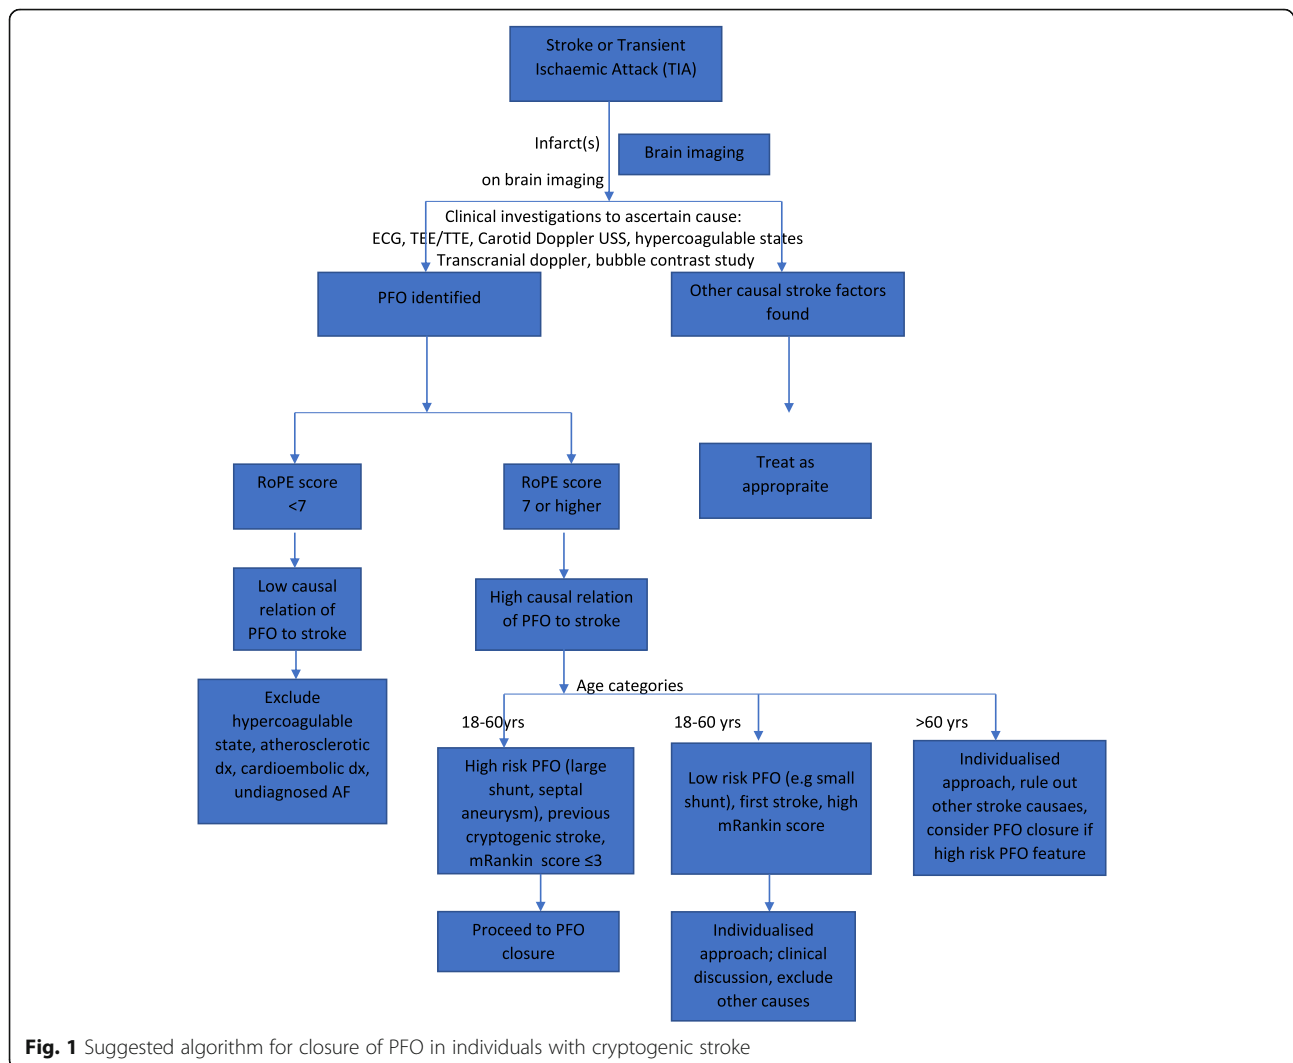 Stroke or Transient
Ischaemic Attack (TIA)
Infarct(s)
Brain imaging
on brain imaging
Clinical investigations to ascertain cause:
ECG, TEE/TTE, Carotid Doppler USS, hypercoagulable states
Transcranial doppler, bubble contrast study
PFO identified
Other causal stroke factors
found
RoPE score
<7
RoPE score
7 or higher
Treat as
appropraite
Low causal
relation of
PFO to stroke
High causal relation
of PFO to stroke
Exclude
hypercoagulable
state, atherosclerotic
dx, cardioembolic dx,
undiagnosed AF
Age categories
18-60yrs
18-60 yrs
>60 yrs
High risk PFO (large
shunt, septal
aneurysm), previous
cryptogenic stroke,
mRankin score ≤3
Low risk PFO (e.g small
shunt), first stroke, high
mRankin score
Individualised
approach, rule out
other stroke causaes,
consider PFO closure if
high risk PFO feature
Proceed to PFO
closure
Individualised
approach; clinical
discussion, exclude
other causes
Fig. 1 Suggested algorithm for closure of PFO in individuals with cryptogenic stroke